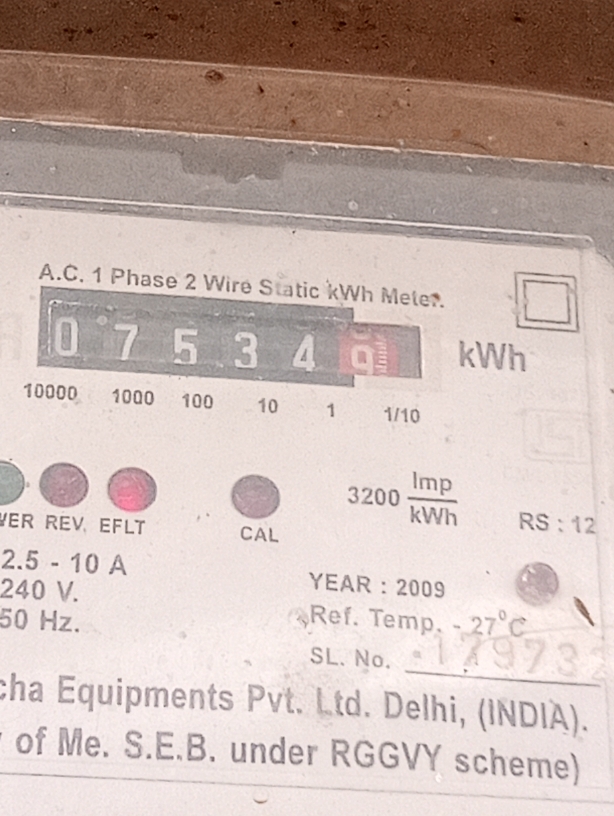 A.C. 1 Phase 2 Wire Static kWh Meter.
0 7 5 3 4 9 kWh
10000 1000 100 10 1 1/10
3200 Imp/kWh
VER REV. EFLT CAL RS : 12
2.5 - 10 A
240 V.
50 Hz.
YEAR : 2009
Ref. Temp. - 27°C
SL. No.
cha Equipments Pvt. Ltd. Delhi, (INDIA).
of Me. S.E.B. under RGGVY scheme)